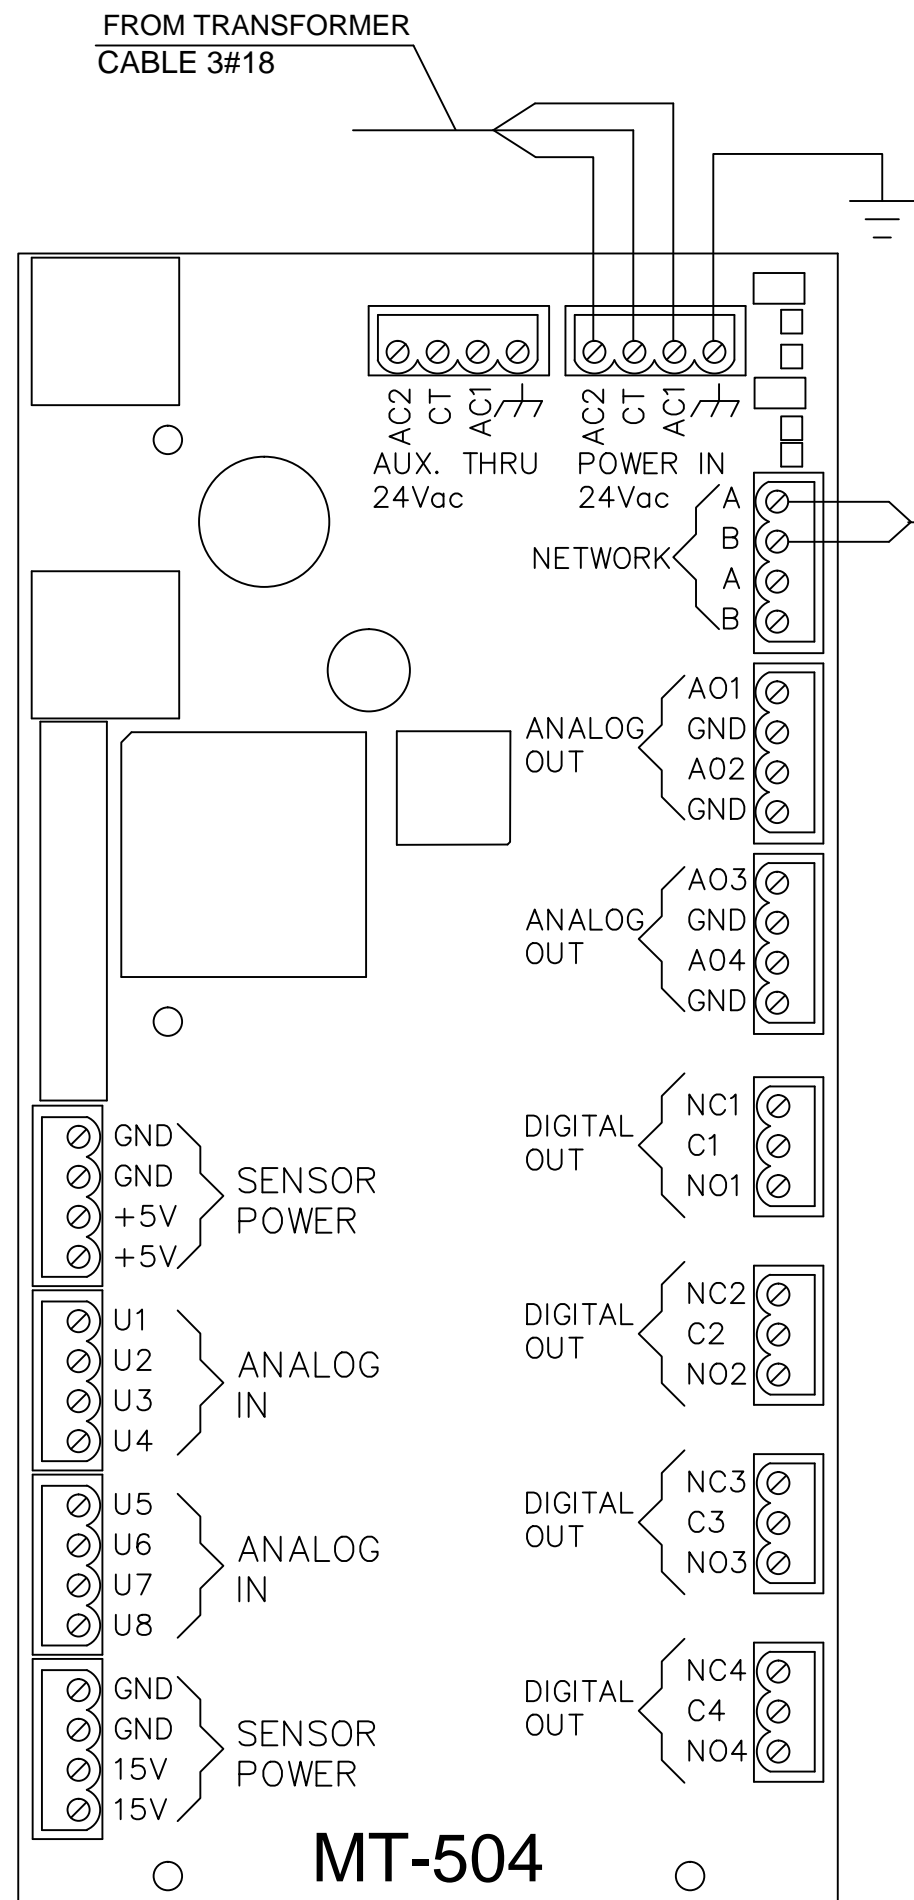 FROM TRANSFORMER
CABLE 3#18
AC2 CT AC1
AUX. THRU
24Vac
AC2 CT AC1
POWER IN
24Vac
NETWORK
A
B
A
B
ANALOG
OUT
AO1
GND
AO2
GND
ANALOG
OUT
AO3
GND
AO4
GND
DIGITAL
OUT
NC1
C1
NO1
GND
GND
+5V
+5V
SENSOR
POWER
DIGITAL
OUT
NC2
C2
NO2
U1
U2
U3
U4
ANALOG
IN
DIGITAL
OUT
NC3
C3
NO3
U5
U6
U7
U8
ANALOG
IN
DIGITAL
OUT
NC4
C4
NO4
GND
GND
15V
15V
SENSOR
POWER
MT-504